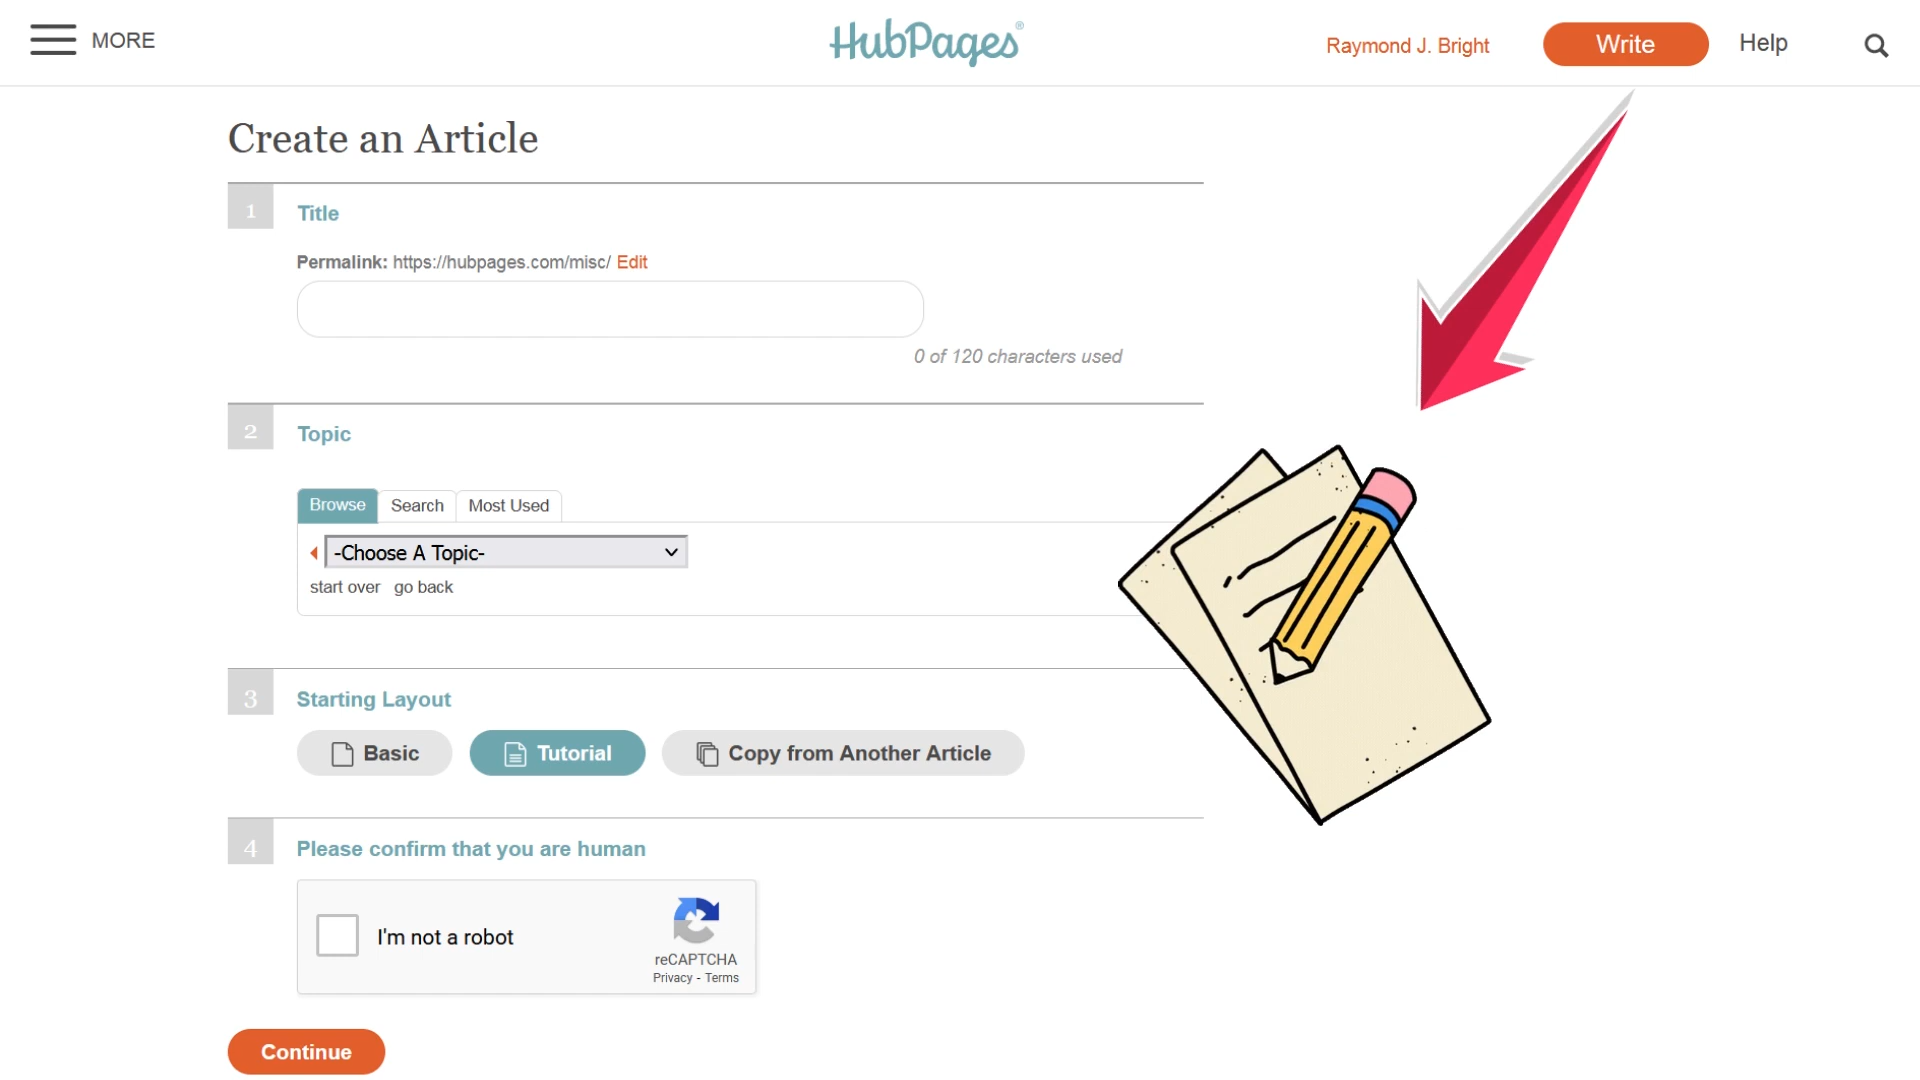 MORE
HubPages®
Raymond J. Bright
Write
Help
Create an Article
1
Title
Permalink: https://hubpages.com/misc/ Edit
0 of 120 characters used
2
Topic
Browse
Search
Most Used
-Choose A Topic-
start over go back
3
Starting Layout
Basic
Tutorial
Copy from Another Article
4
Please confirm that you are human
I'm not a robot
reCAPTCHA
Privacy - Terms
Continue